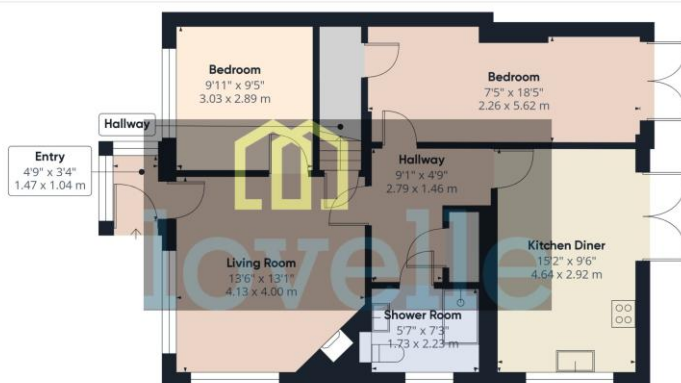 Bedroom
9'11" x 9'5"
3.03 x 2.89 m
Bedroom
7'5" x 18'5"
2.26 x 5.62 m
Hallway
Entry
4'9" x 3'4"
1.47 x 1.04 m
Hallway
9'1" x 4'9"
2.79 x 1.46 m
lovelle
Living Room
13'6" x 13'1"
4.13 x 4.00 m
Kitchen Diner
15'2" x 9'6"
4.64 x 2.92 m
Shower Room
5'7" x 7'3"
1.73 x 2.23 m